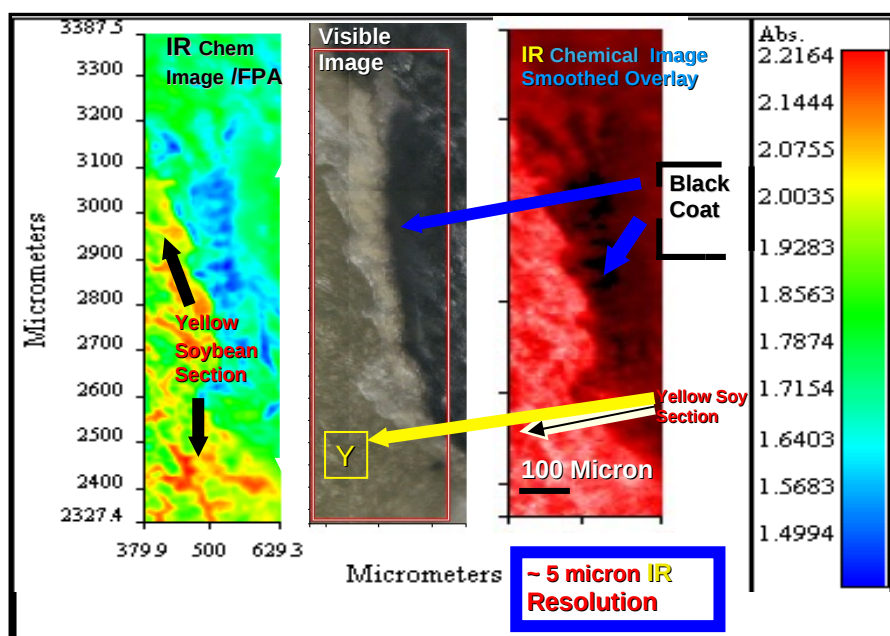 3387.5
3300
3200
3100
3000
2900
2800
2700
2600
2500
2400
2327.4
Micrometers
379.9 500 629.3
Micrometers
IR Chem
Image /FPA
Yellow
Soybean
Section
Visible
Image
Y
IR Chemical Image
Smoothed Overlay
Black
Coat
Yellow Soy
Section
100 Micron
~ 5 micron IR
Resolution
Abs.
2.2164
2.1444
2.0755
2.0035
1.9283
1.8563
1.7874
1.7154
1.6403
1.5683
1.4994